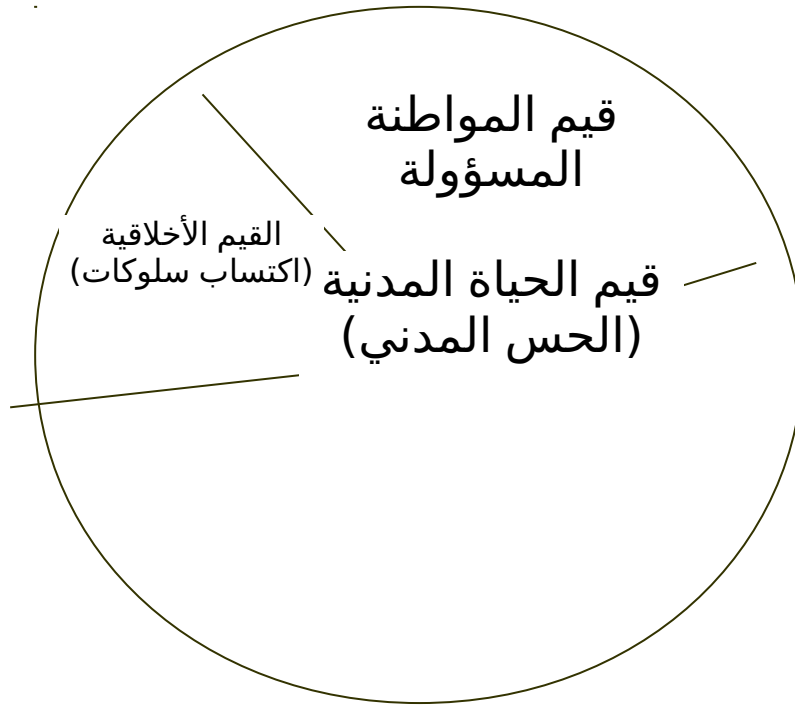 قيم المواطنة
المسؤولة
القيم الأخلاقية
(اكتساب سلوكات)
قيم الحياة المدنية
(الحس المدني)